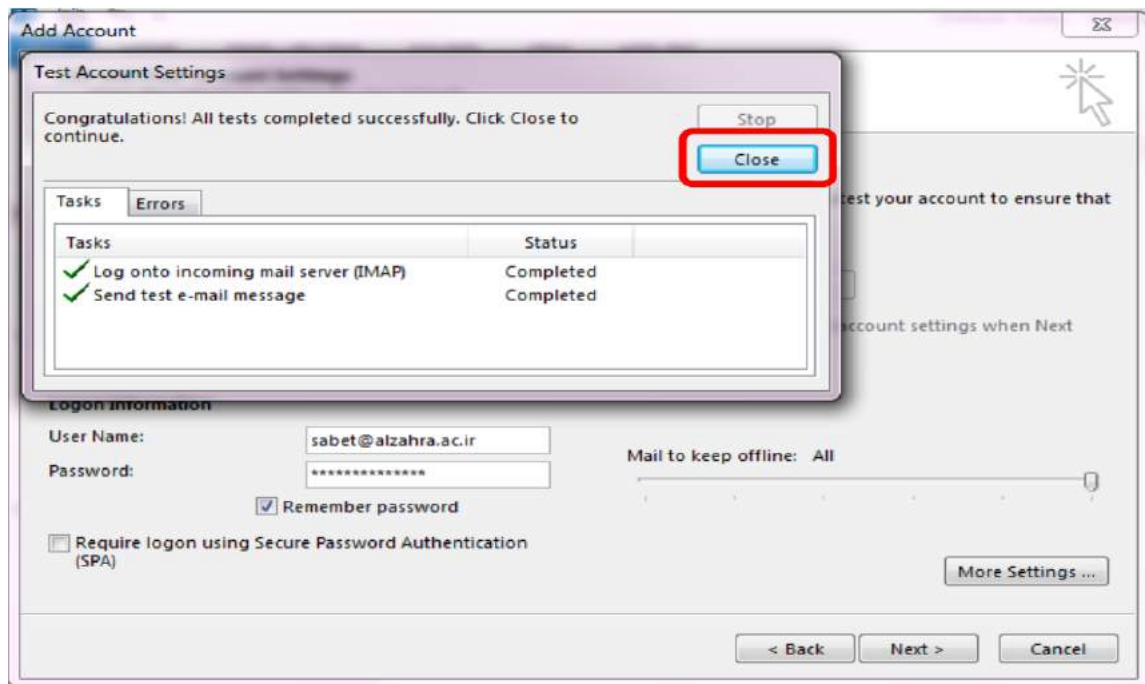 Add Account
Test Account Settings
Congratulations! All tests completed successfully. Click Close to
continue.
Stop
Close
Tasks
Errors
Tasks
Status
Log onto incoming mail server (IMAP)
Completed
Send test e-mail message
Completed
test your account to ensure that
account settings when Next
Logon Information
User Name:
sabet@alzahra.ac.ir
Password:
**************
Remember password
Require logon using Secure Password Authentication
(SPA)
Mail to keep offline: All
More Settings ...
< Back
Next >
Cancel